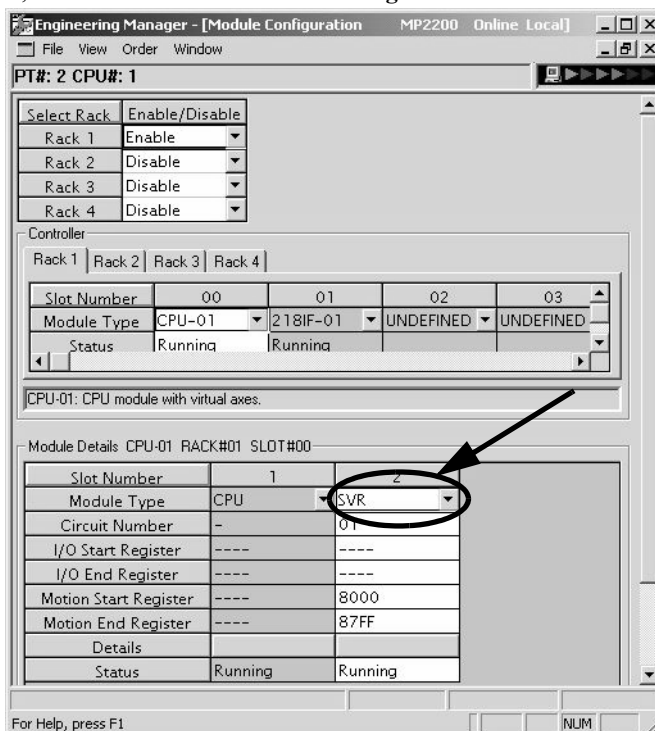 Engineering Manager - [Module Configuration MP2200 Online Local]
File View Order Window
PT#: 2 CPU#: 1
Select Rack Enable/Disable
Rack 1 Enable
Rack 2 Disable
Rack 3 Disable
Rack 4 Disable
Controller
Rack 1 Rack 2 Rack 3 Rack 4
Slot Number 00 01 02 03
Module Type CPU-01 218IF-01 UNDEFINED UNDEFINED
Status Running Running
CPU-01: CPU module with virtual axes.
Module Details CPU-01 RACK#01 SLOT#00
Slot Number 1 2
Module Type CPU SVR
Circuit Number - 01
I/O Start Register ---- ----
I/O End Register ---- ----
Motion Start Register ---- 8000
Motion End Register ---- 87FF
Details
Status Running Running
For Help, press F1 NUM